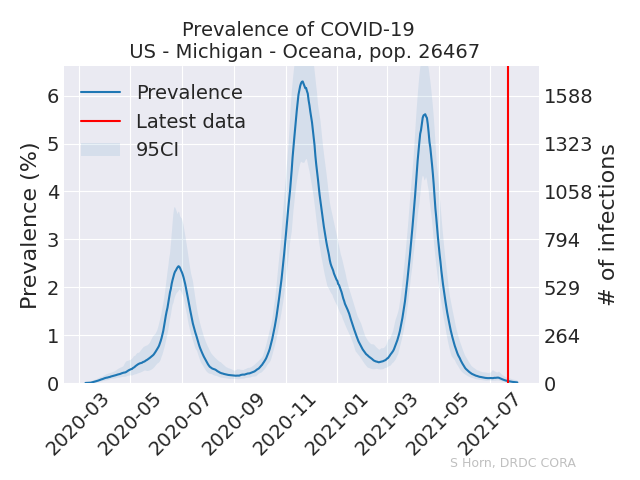 Prevalence of COVID-19
US - Michigan - Oceana, pop. 26467
Prevalence (%)
6
5
4
3
2
1
0
Prevalence
Latest data
95CI
1588
1323
1058
794
529
264
0
# of infections
2020-03
2020-05
2020-07
2020-09
2020-11
2021-01
2021-03
2021-05
2021-07
S Horn, DRDC CORA